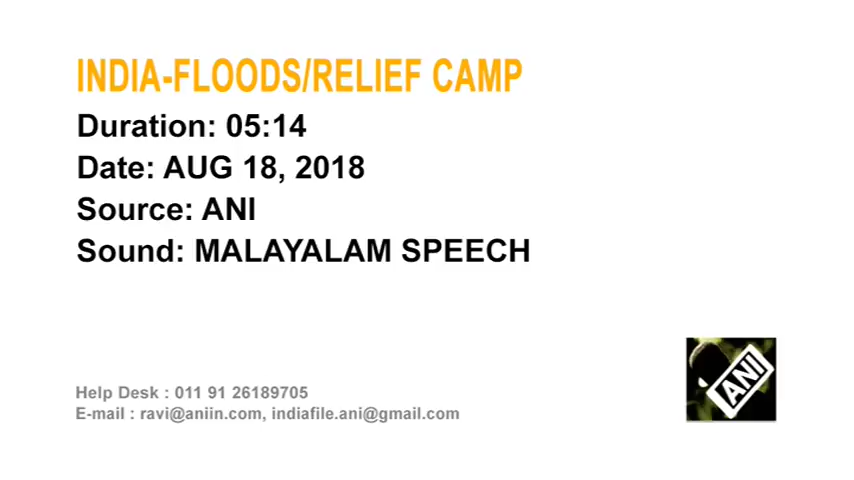 INDIA-FLOODS/RELIEF CAMP
Duration: 05:14
Date: AUG 18, 2018
Source: ANI
Sound: MALAYALAM SPEECH
Help Desk : 011 91 26189705
E-mail : ravi@aniin.com, indiafile.ani@gmail.com
ANI